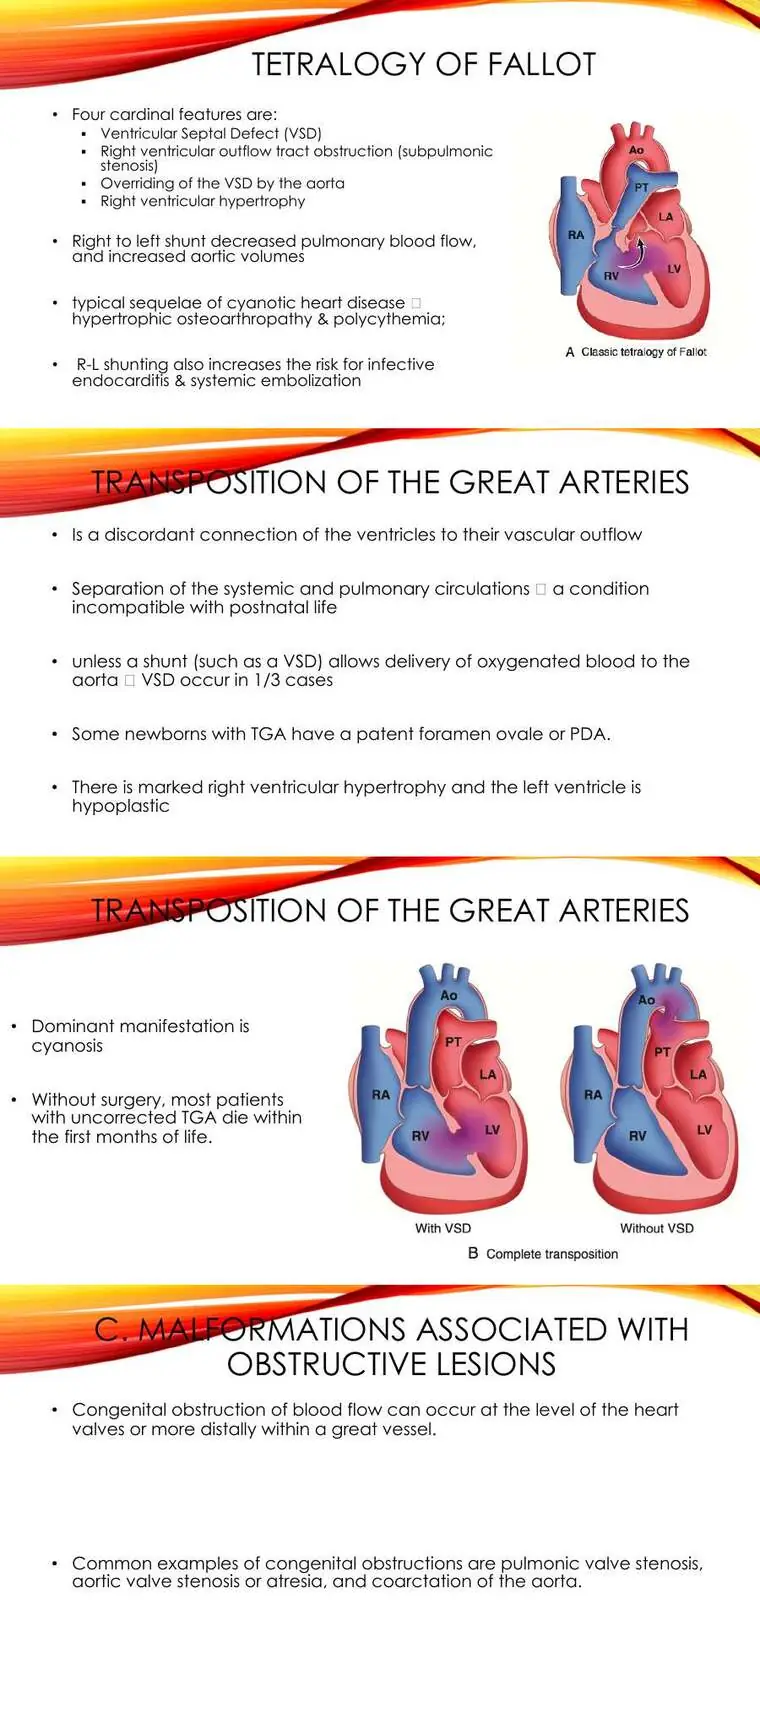 TETRALOGY OF FALLOT
• Four cardinal features are:
▪ Ventricular Septal Defect (VSD)
▪ Right ventricular outflow tract obstruction (subpulmonic
stenosis)
▪ Overriding of the VSD by the aorta
▪ Right ventricular hypertrophy
• Right to left shunt decreased pulmonary blood flow,
and increased aortic volumes
• typical sequelae of cyanotic heart disease □
hypertrophic osteoarthropathy & polycythemia;
• R-L shunting also increases the risk for infective
endocarditis & systemic embolization
Ao
PT
LA
RA
RV
LV
A Classic tetralogy of Fallot
TRANSPOSITION OF THE GREAT ARTERIES
• Is a discordant connection of the ventricles to their vascular outflow
• Separation of the systemic and pulmonary circulations □ a condition
incompatible with postnatal life
• unless a shunt (such as a VSD) allows delivery of oxygenated blood to the
aorta □ VSD occur in 1/3 cases
• Some newborns with TGA have a patent foramen ovale or PDA.
• There is marked right ventricular hypertrophy and the left ventricle is
hypoplastic
TRANSPOSITION OF THE GREAT ARTERIES
• Dominant manifestation is
cyanosis
• Without surgery, most patients
with uncorrected TGA die within
the first months of life.
Ao
PT
LA
RA
RV
LV
With VSD
Ao
PT
LA
RA
RV
LV
Without VSD
B Complete transposition
C. MALFORMATIONS ASSOCIATED WITH
OBSTRUCTIVE LESIONS
• Congenital obstruction of blood flow can occur at the level of the heart
valves or more distally within a great vessel.
• Common examples of congenital obstructions are pulmonic valve stenosis,
aortic valve stenosis or atresia, and coarctation of the aorta.